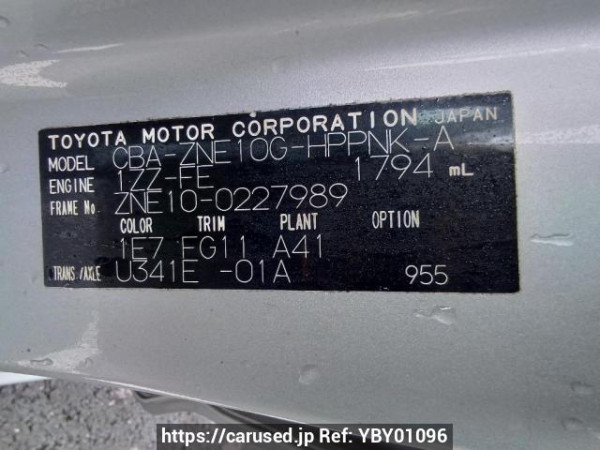 TOYOTA MOTOR CORPORATION JAPAN
MODEL CBA-ZNE10G-HPPNK-A
ENGINE 1ZZ-FE 1794 mL
FRAME No. ZNE10-0227989
COLOR TRIM PLANT OPTION
1E7 FG11 A41
TRANS./AXLE U341E -01A 955
https://carused.jp Ref: YBY01096